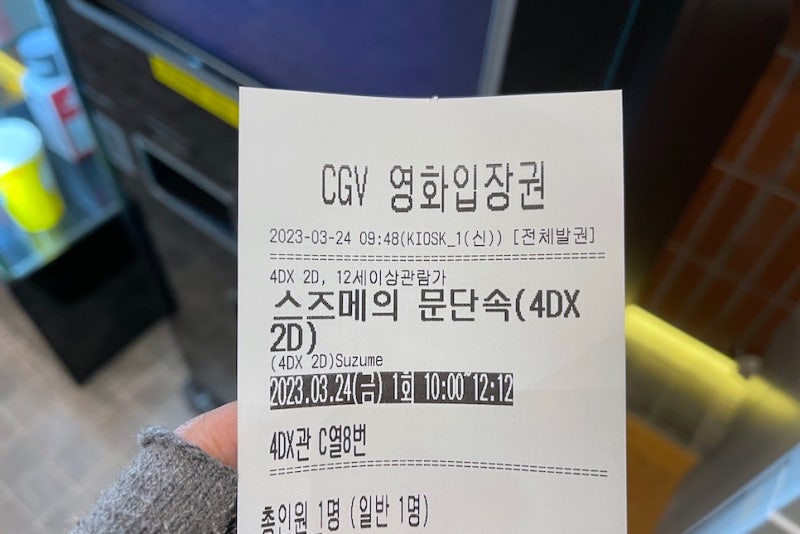 CGV 영화입장권
2023-03-24 09:48(KIOSK_1(신)) [전체발권]
4DX 2D, 12세이상관람가
스즈메의 문단속(4DX
2D)
(4DX 2D)Suzume
2023.03.24(금) 1회 10:00~12:12
4DX관 C열8번
총인원 1명 (일반 1명)